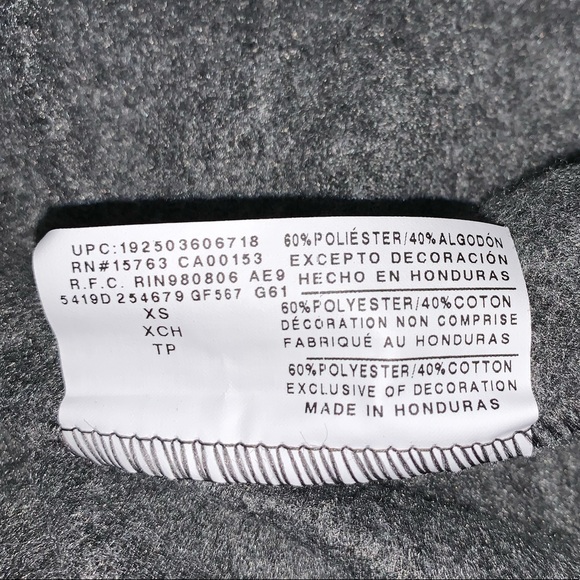 UPC:192503606718
RN#15763 CA00153
R.F.C. RIN980806 AE9
5419D 254679 GF567 G61
XS
XCH
TP
60%POLIÉSTER/40%ALGODÓN
EXCEPTO DECORACIÓN
HECHO EN HONDURAS
60%POLYESTER/40%COTON
DÉCORATION NON COMPRISE
FABRIQUÉ AU HONDURAS
60%POLYESTER/40%COTTON
EXCLUSIVE OF DECORATION
MADE IN HONDURAS